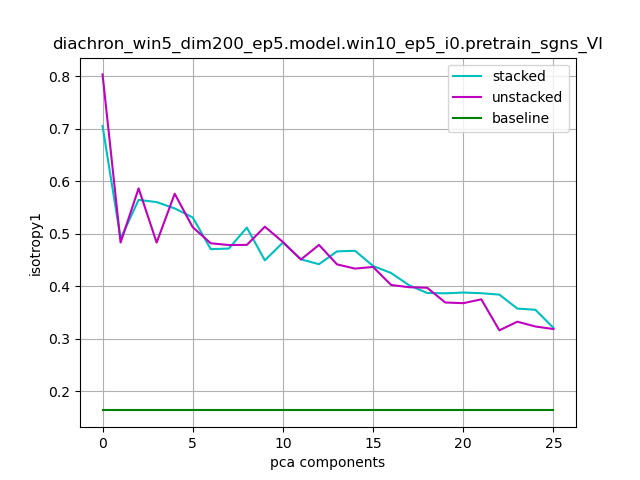 diachron_win5_dim200_ep5.model.win10_ep5_i0.pretrain_sgns_VI
stacked
unstacked
baseline
0.8
0.7
0.6
0.5
0.4
0.3
0.2
isotropy1
0 5 10 15 20 25
pca components